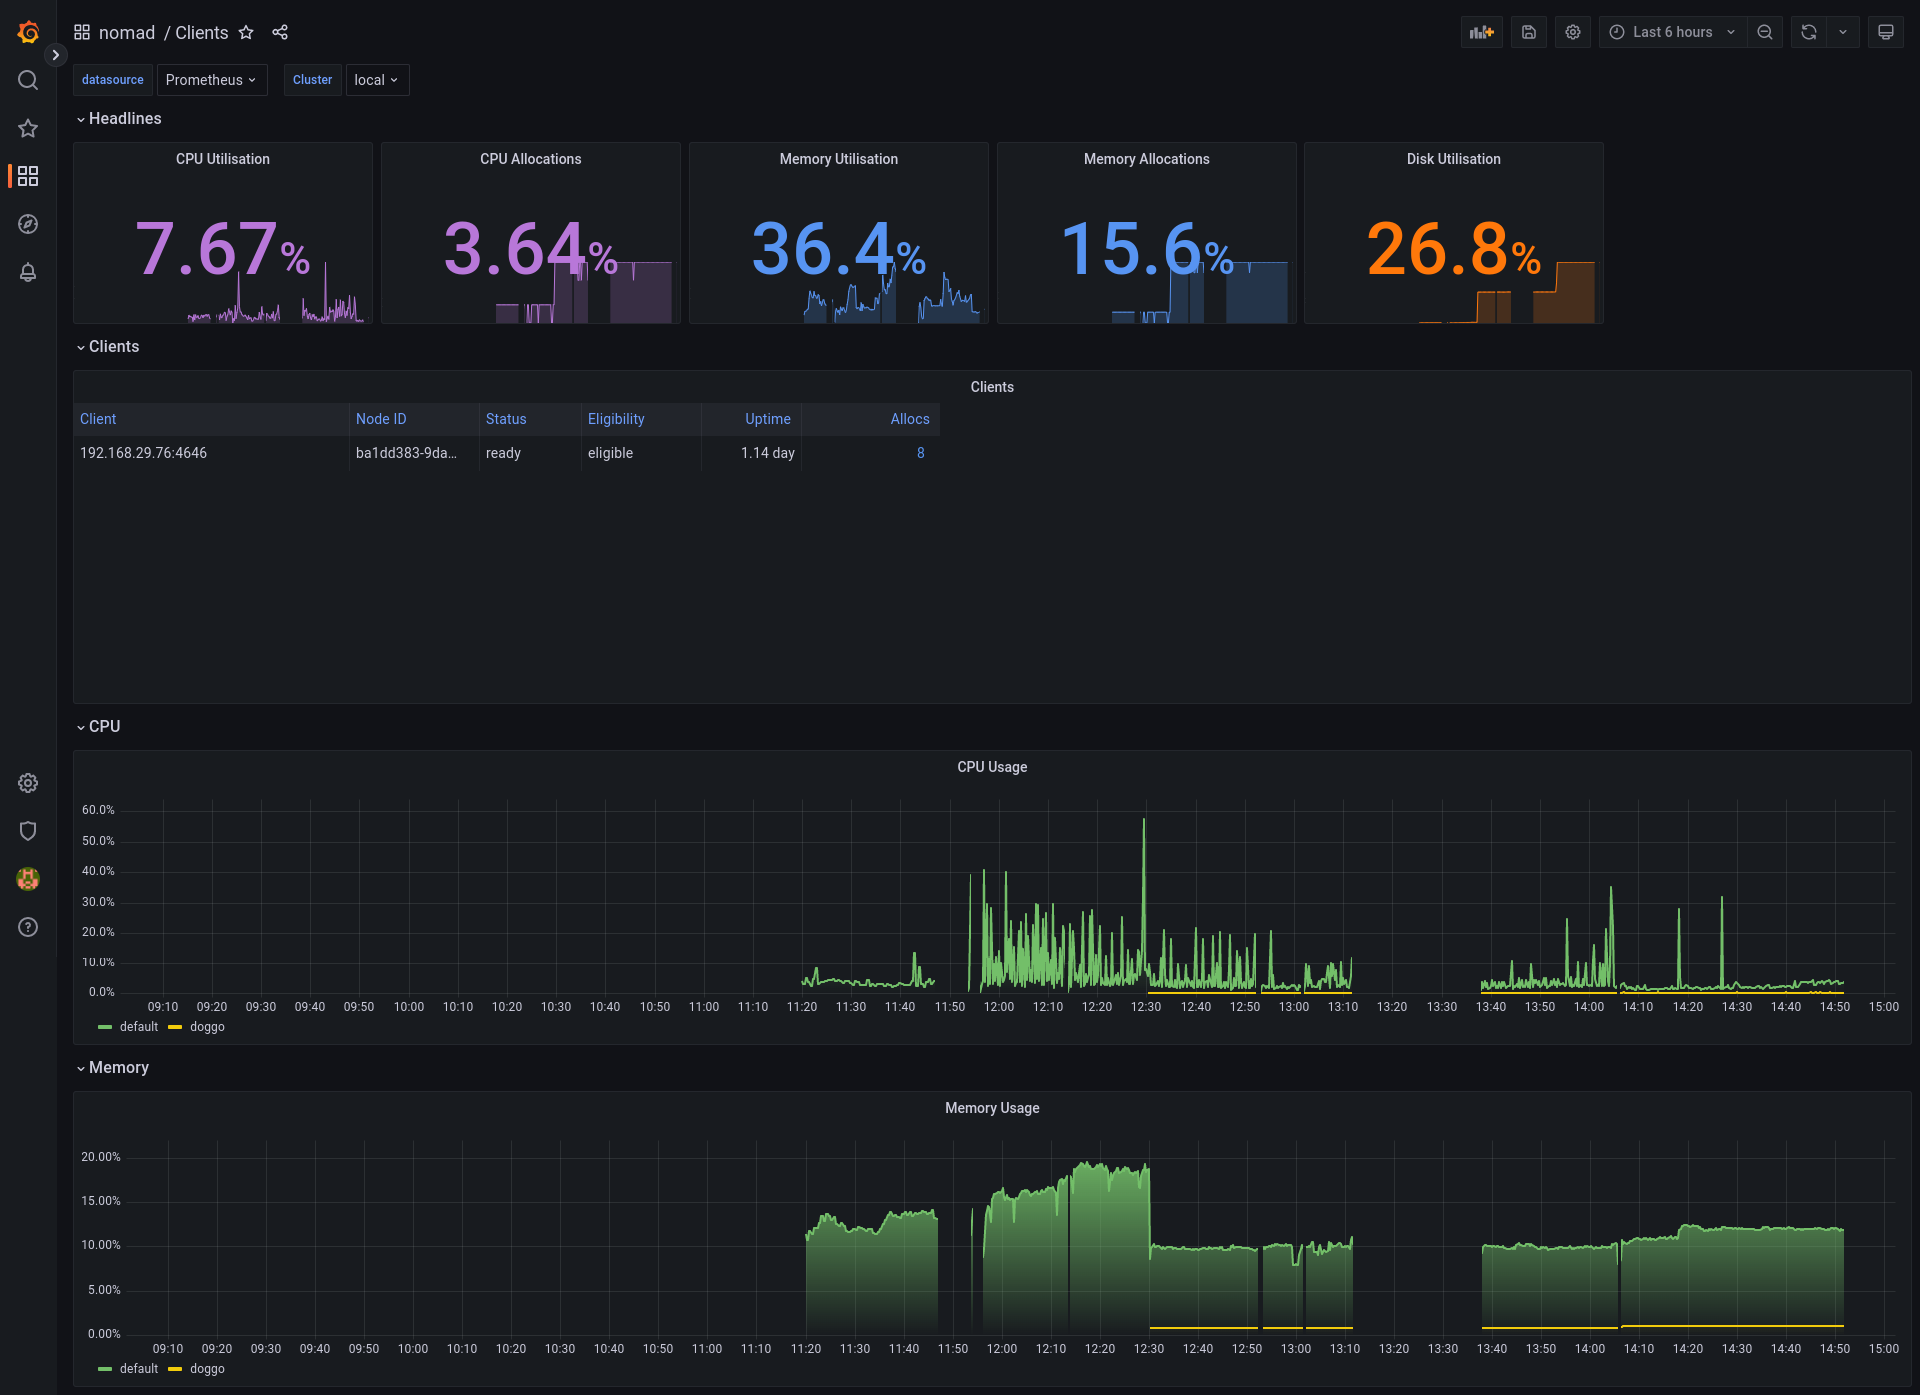 nomad / Clients
Last 6 hours
datasource Prometheus Cluster local
Headlines
CPU Utilisation
7.67%
CPU Allocations
3.64%
Memory Utilisation
36.4%
Memory Allocations
15.6%
Disk Utilisation
26.8%
Clients
Clients
Client Node ID Status Eligibility Uptime Allocs
192.168.29.76:4646 ba1dd383-9da... ready eligible 1.14 day 8
CPU
CPU Usage
60.0%
50.0%
40.0%
30.0%
20.0%
10.0%
0.0%
09:10 09:20 09:30 09:40 09:50 10:00 10:10 10:20 10:30 10:40 10:50 11:00 11:10 11:20 11:30 11:40 11:50 12:00 12:10 12:20 12:30 12:40 12:50 13:00 13:10 13:20 13:30 13:40 13:50 14:00 14:10 14:20 14:30 14:40 14:50 15:00
default doggo
Memory
Memory Usage
20.00%
15.00%
10.00%
5.00%
0.00%
09:10 09:20 09:30 09:40 09:50 10:00 10:10 10:20 10:30 10:40 10:50 11:00 11:10 11:20 11:30 11:40 11:50 12:00 12:10 12:20 12:30 12:40 12:50 13:00 13:10 13:20 13:30 13:40 13:50 14:00 14:10 14:20 14:30 14:40 14:50 15:00
default doggo